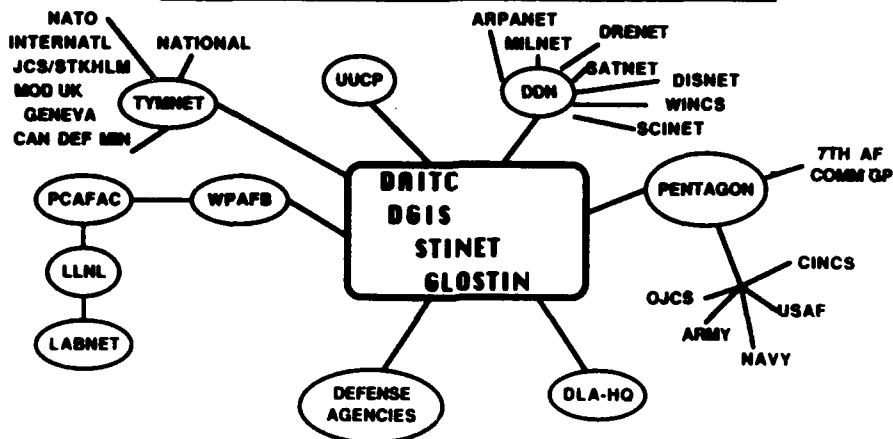 NATO
INTERNATL
JCS/STKHLM
MOD UK
GENEVA
CAN DEF MIN
NATIONAL
TYMNET
UUCP
ARPANET
MILNET
DRENET
SATNET
DISNET
WINCS
SCINET
DDN
DAITC
DGIS
STINET
GLOSTIN
PENTAGON
7TH AF
COMM GP
PCAFAC
WPAFB
LLNL
LABNET
CINCS
OJCS
USAF
ARMY
NAVY
DEFENSE
AGENCIES
DLA-HQ